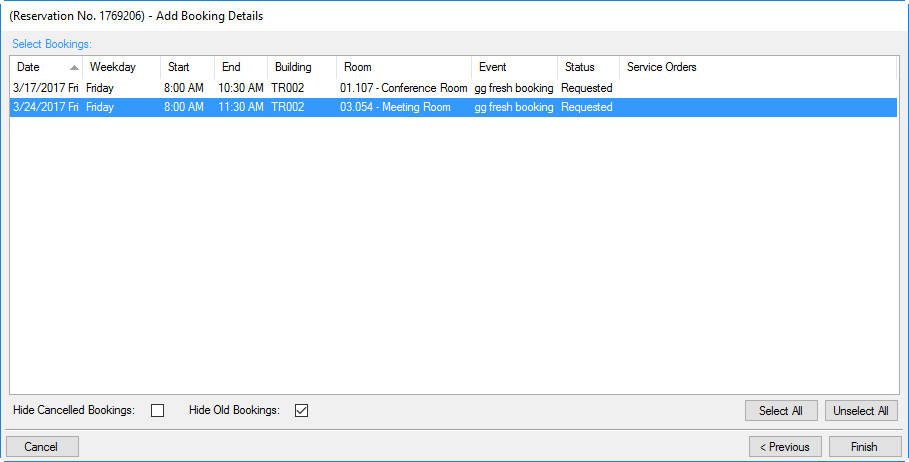 (Reservation No. 1769206) - Add Booking Details
Select Bookings:
Date Weekday Start End Building Room Event Status Service Orders
3/17/2017 Fri Friday 8:00 AM 10:30 AM TR002 01.107 - Conference Room gg fresh booking Requested
3/24/2017 Fri Friday 8:00 AM 11:30 AM TR002 03.054 - Meeting Room gg fresh booking Requested
Hide Cancelled Bookings: Hide Old Bookings: Select All Unselect All
Cancel < Previous Finish